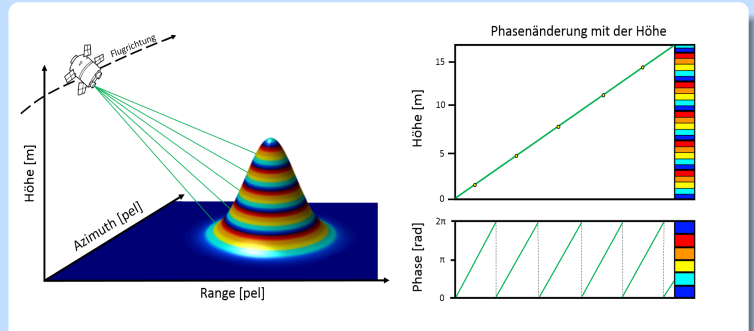 Flugrichtung
Höhe [m]
Azimuth [pel]
Range [pel]
Phasenänderung mit der Höhe
Höhe [m]
15
10
5
0
Phase [rad]
2π
π
0